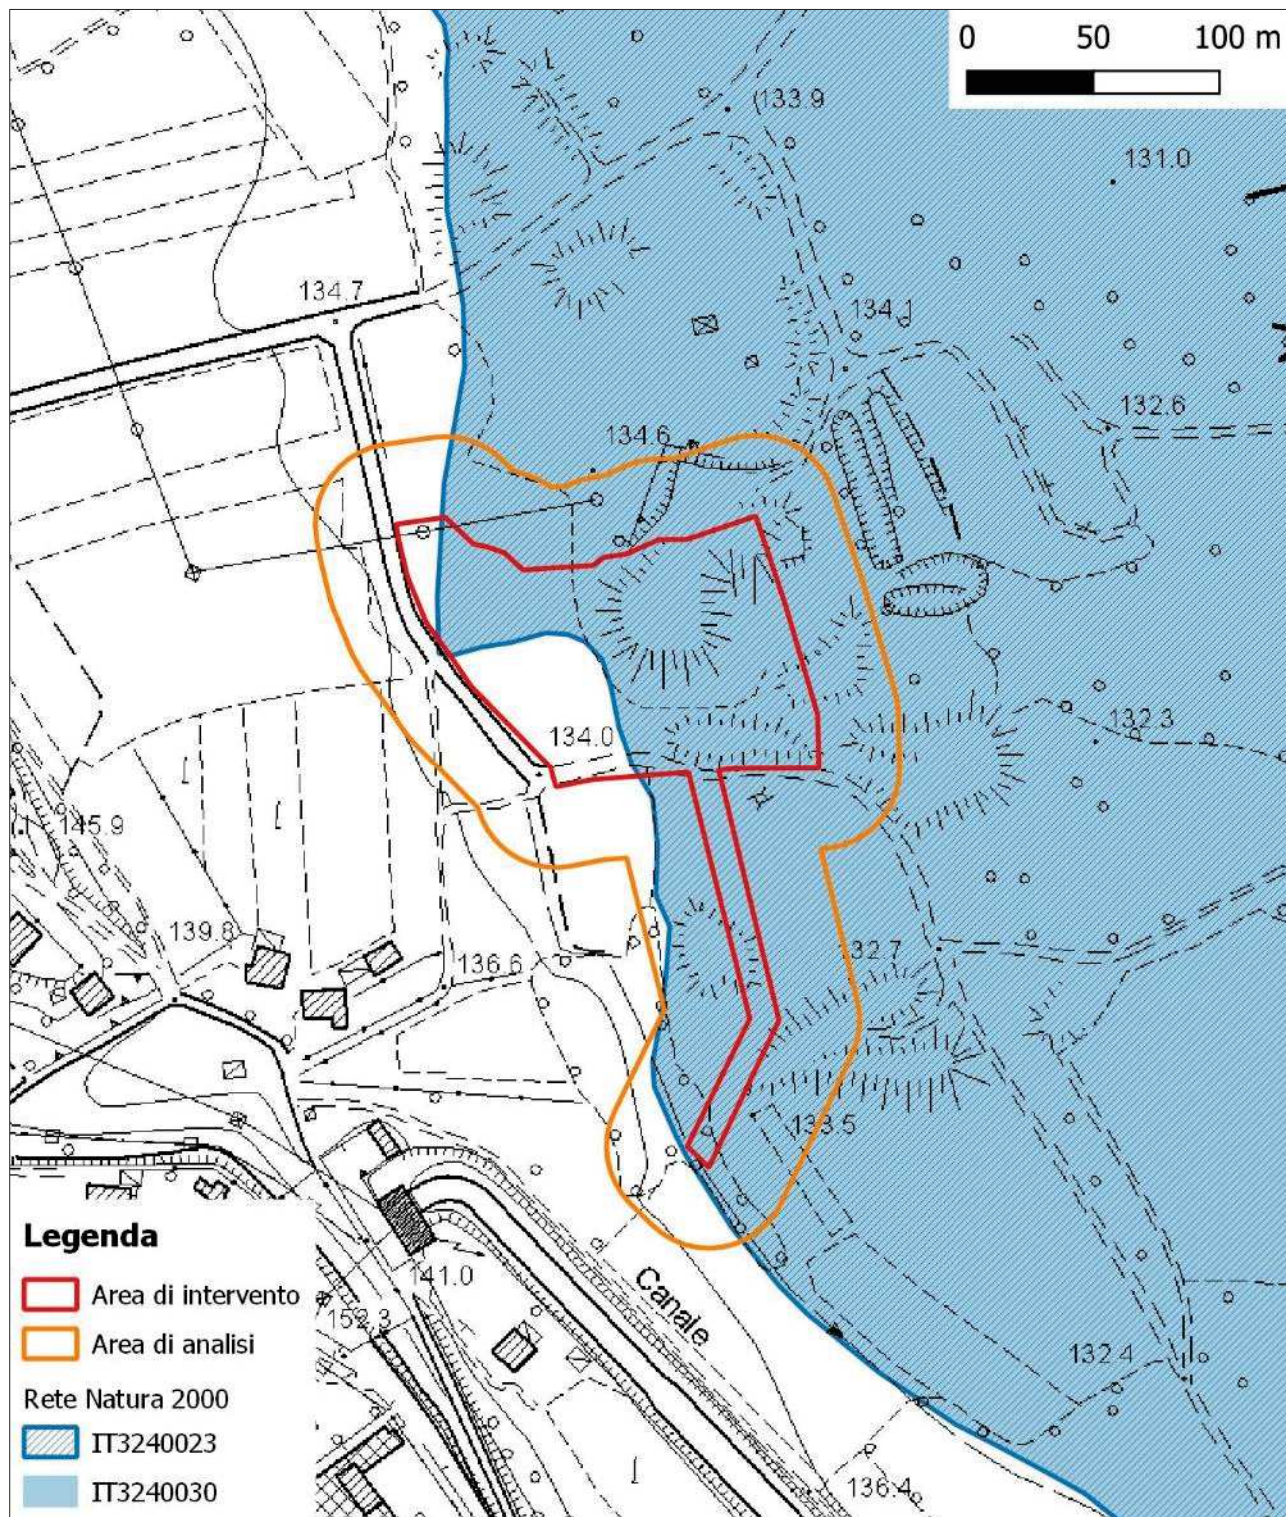 0 50 100 m
133.9
131.0
134.7
134.1
132.6
134.6
132.3
134.0
145.9
139.8
136.6
132.7
133.5
141.0
152.3
Canale
132.4
136.4
Legenda
Area di intervento
Area di analisi
Rete Natura 2000
IT3240023
IT3240030